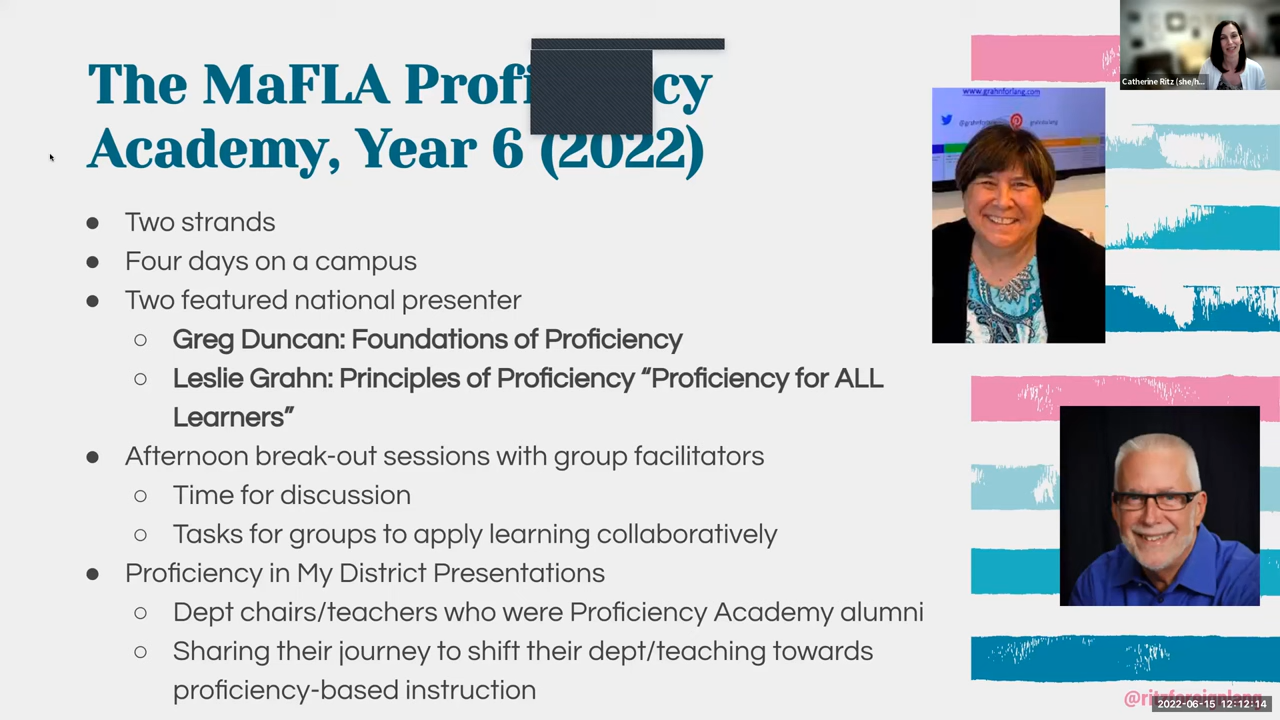 The MaFLA Profi cy
Academy, Year 6 (2022)
● Two strands
● Four days on a campus
● Two featured national presenter
○ Greg Duncan: Foundations of Proficiency
○ Leslie Grahn: Principles of Proficiency “Proficiency for ALL
Learners”
● Afternoon break-out sessions with group facilitators
○ Time for discussion
○ Tasks for groups to apply learning collaboratively
● Proficiency in My District Presentations
○ Dept chairs/teachers who were Proficiency Academy alumni
○ Sharing their journey to shift their dept/teaching towards
proficiency-based instruction
Catherine Ritz (she/h...
www.grahnforlang.com
@ritzforeignlang
2022-06-15 12:12:14